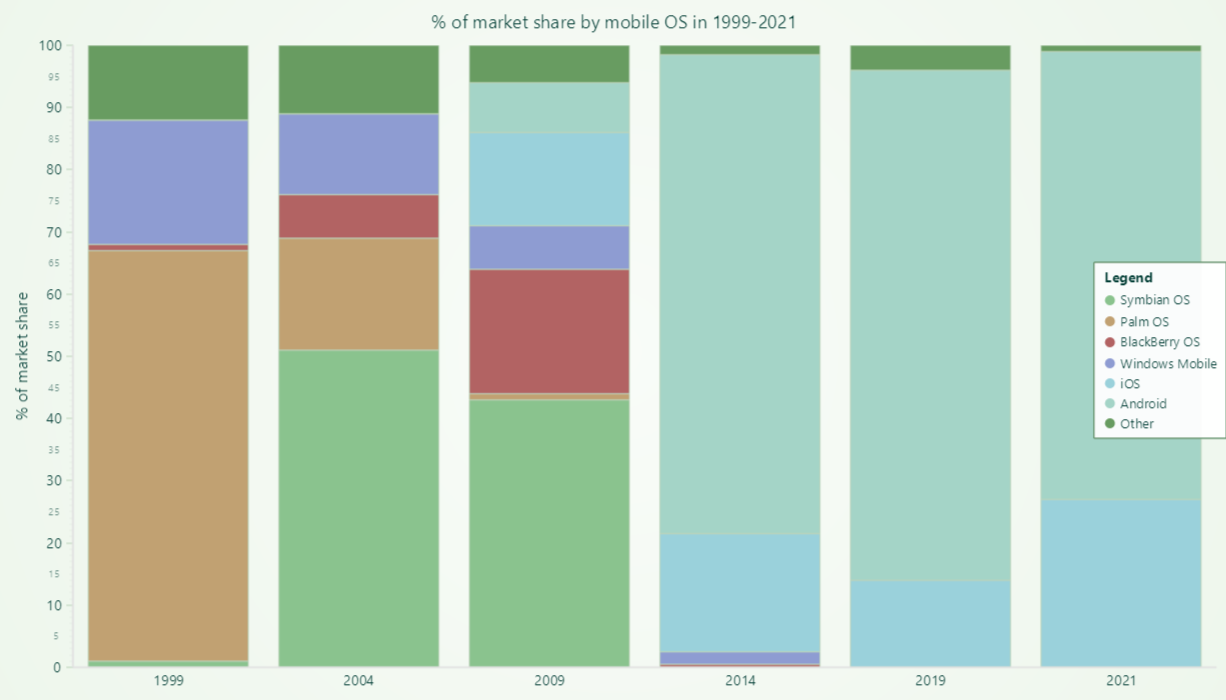 % of market share by mobile OS in 1999-2021
% of market share
100
95
90
85
80
75
70
65
60
55
50
45
40
35
30
25
20
15
10
5
0
1999 2004 2009 2014 2019 2021
Legend
Symbian OS
Palm OS
BlackBerry OS
Windows Mobile
iOS
Android
Other